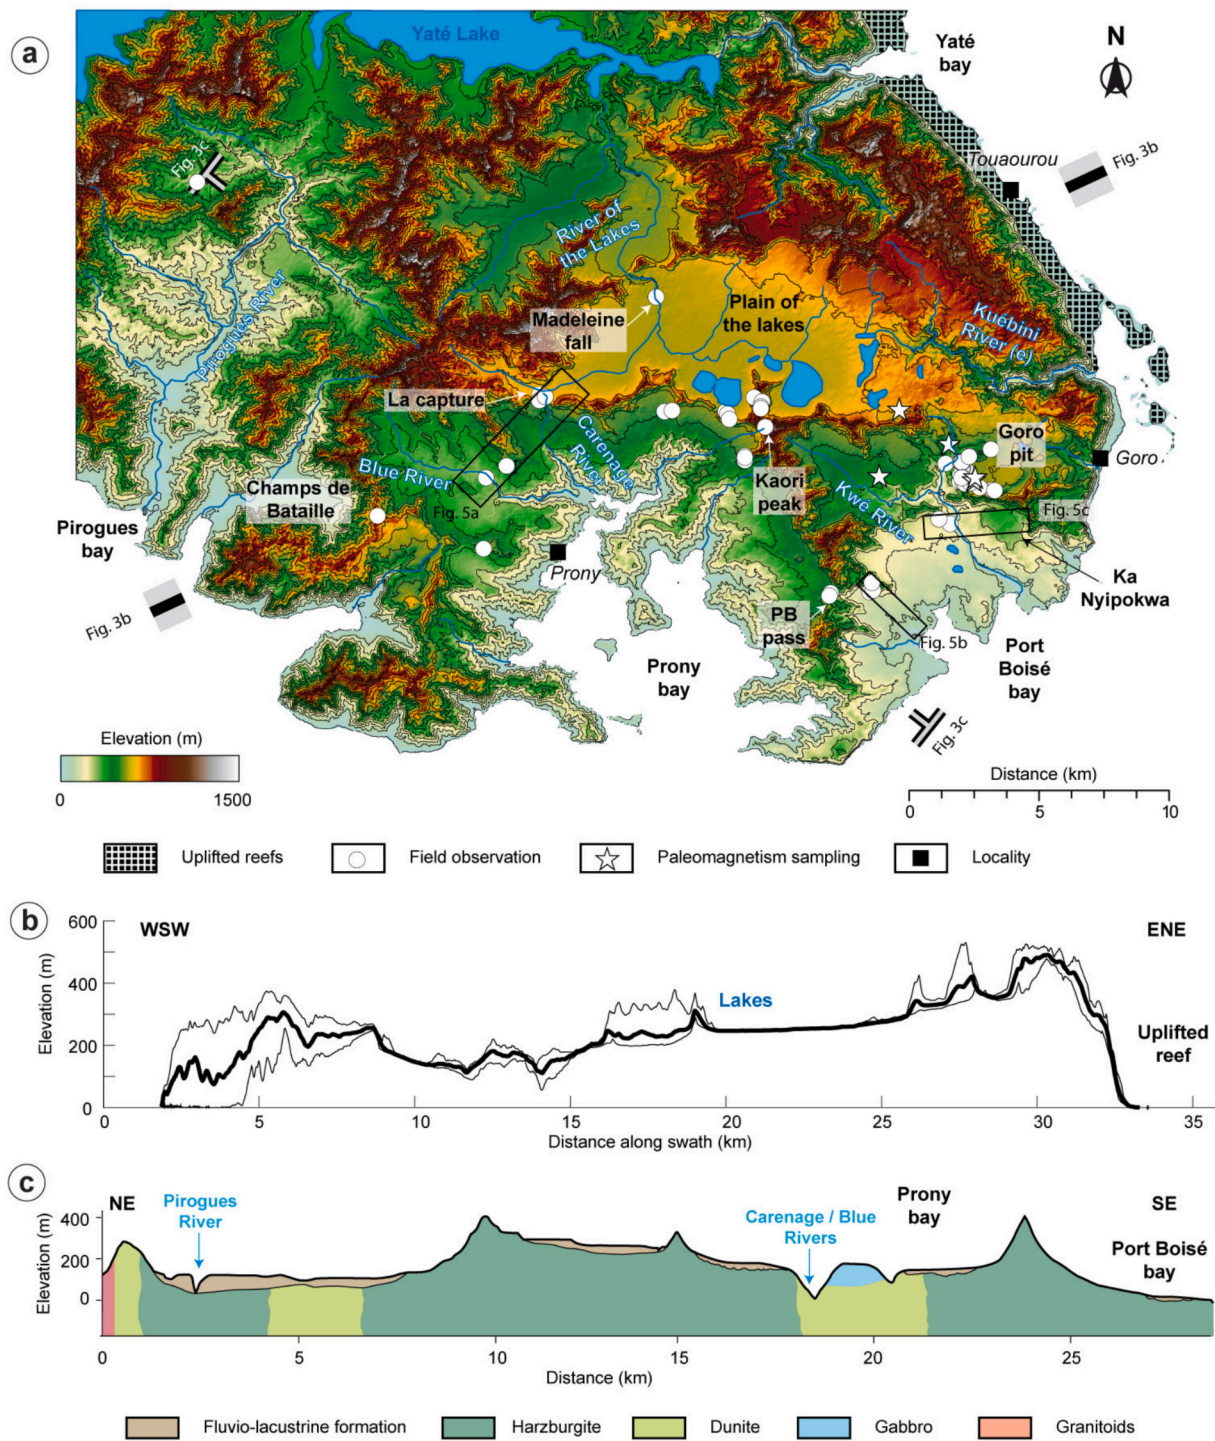 a
Yaté Lake
Yaté
bay
N
Fig. 3c
Touaourou
Fig. 3b
River of
the Lakes
Pirogues River
Madeleine
fall
Plain of
the lakes
Kuébini
River (e)
La capture
Carenage
River
Blue River
Goro
pit
Goro
Champs de
Bataille
Kaori
peak
Kwe River
Fig. 5a
Fig. 5c
Pirogues
bay
Prony
Ka
Nyipokwa
Fig. 3b
PB
pass
Fig. 5b
Prony
bay
Port
Boisé
bay
Fig. 3c
Elevation (m)
0 1500
Distance (km)
0 5 10
Uplifted reefs
Field observation
Paleomagnetism sampling
Locality
b
WSW
ENE
Elevation (m)
600
400
200
0
Lakes
Uplifted
reef
0 5 10 15 20 25 30 35
Distance along swath (km)
c
NE
Pirogues
River
Carenage / Blue
Rivers
Prony
bay
SE
Port Boisé
bay
Elevation (m)
400
200
0
0 5 10 15 20 25
Distance (km)
Fluvio-lacustrine formation
Harzburgite
Dunite
Gabbro
Granitoids